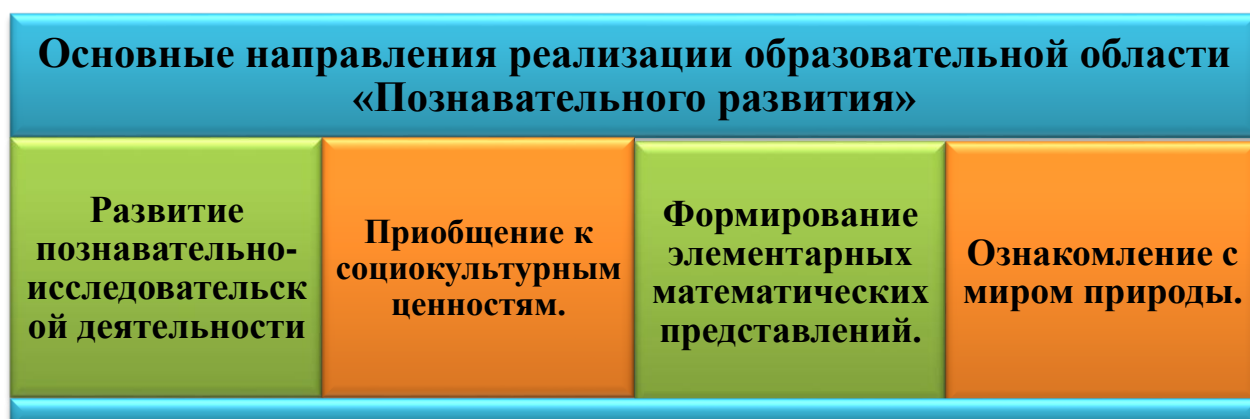 Основные направления реализации образовательной области
«Познавательного развития»
Развитие
познавательно-
исследовательск
ой деятельности
Приобщение к
социокультурным
ценностям.
Формирование
элементарных
математических
представлений.
Ознакомление с
миром природы.